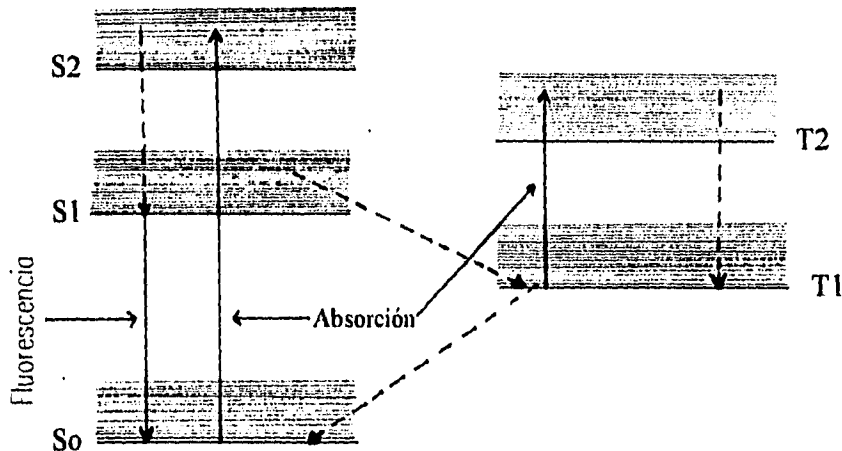 S2
T2
S1
T1
Fluorescencia
Absorción
So